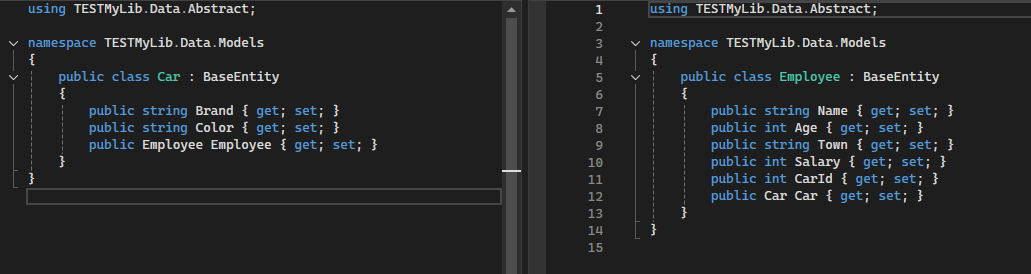 using TESTMyLib.Data.Abstract;
namespace TESTMyLib.Data.Models
{
public class Car : BaseEntity
{
public string Brand { get; set; }
public string Color { get; set; }
public Employee Employee { get; set; }
}
}
1 using TESTMyLib.Data.Abstract;
2
3 namespace TESTMyLib.Data.Models
4 {
5 public class Employee : BaseEntity
6 {
7 public string Name { get; set; }
8 public int Age { get; set; }
9 public string Town { get; set; }
10 public int Salary { get; set; }
11 public int CarId { get; set; }
12 public Car Car { get; set; }
13 }
14 }
15